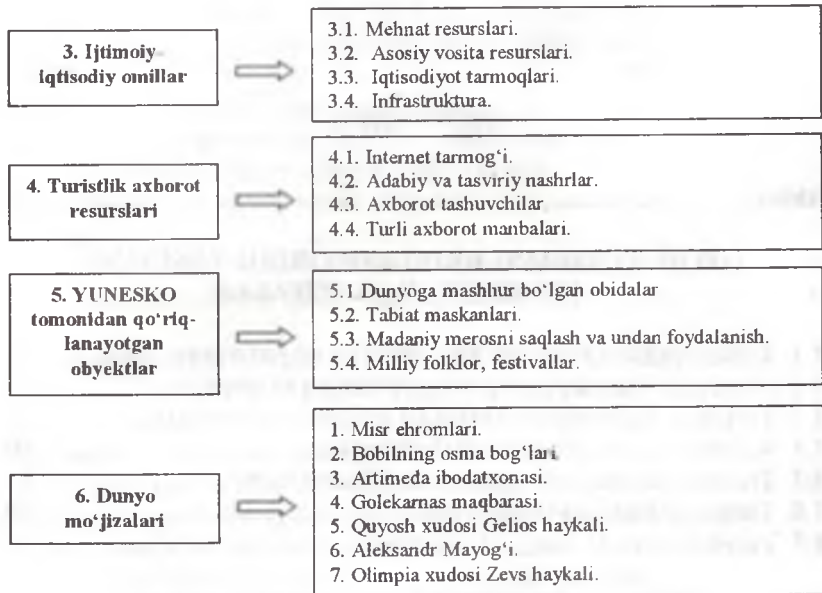 3. Ijtimoiy-
iqtisodiy omillar
3.1. Mehnat resurslari.
3.2. Asosiy vosita resurslari.
3.3. Iqtisodiyot tarmoqlari.
3.4. Infrastruktura.
4. Turistlik axborot
resurslari
4.1. Internet tarmog‘i.
4.2. Adabiy va tasviriy nashrlar.
4.3. Axborot tashuvchilar.
4.4. Turli axborot manbalari.
5. YUNESKO
tomonidan qo‘riq-
lanayotgan
obyektlar
5.1 Dunyoga mashhur bo‘lgan obidalar
5.2. Tabiat maskanlari.
5.3. Madaniy merosni saqlash va undan foydalanish.
5.4. Milliy folklor, festivallar.
6. Dunyo
mo‘jizalari
1. Misr ehromlari.
2. Bobilning osma bog‘lari.
3. Artimeda ibodatxonasi.
4. Golekarnas maqbarasi.
5. Quyosh xudosi Gelios haykali.
6. Aleksandr Mayog‘i.
7. Olimpia xudosi Zevs haykali.